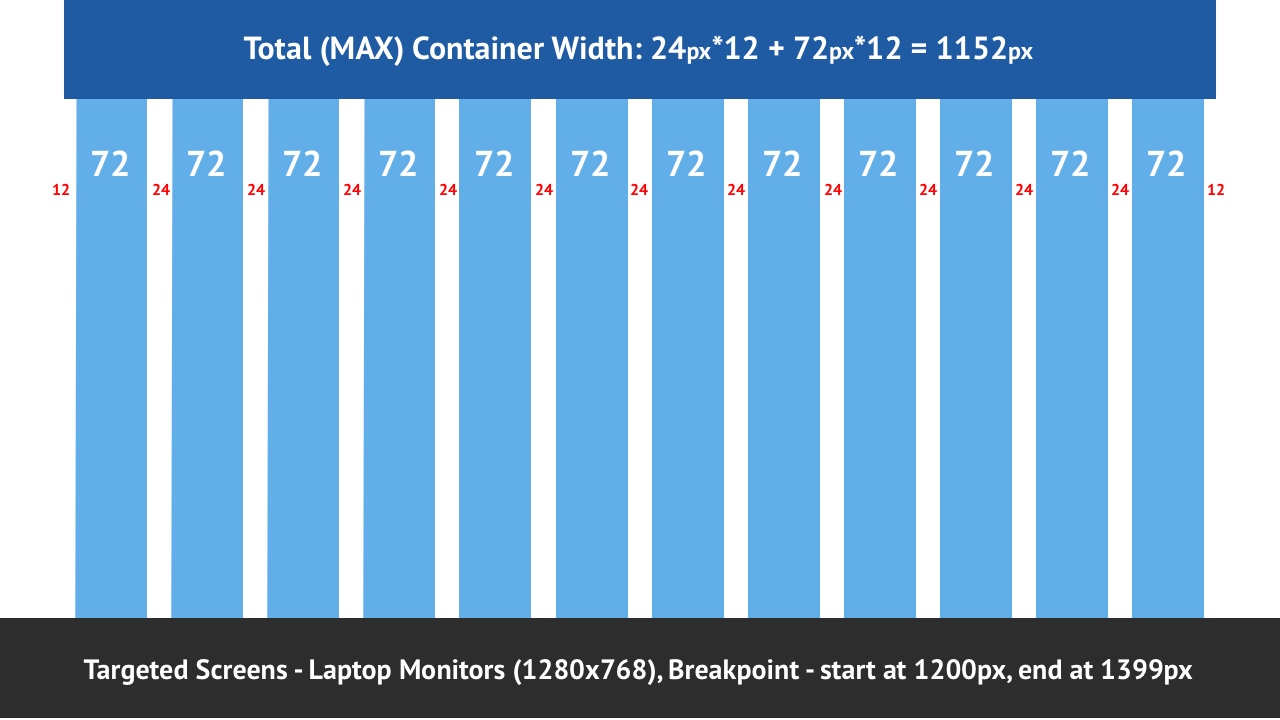 Total (MAX) Container Width: 24px*12 + 72px*12 = 1152px
72 72 72 72 72 72 72 72 72 72 72 72
12 24 24 24 24 24 24 24 24 24 24 24 12
Targeted Screens - Laptop Monitors (1280x768), Breakpoint - start at 1200px, end at 1399px